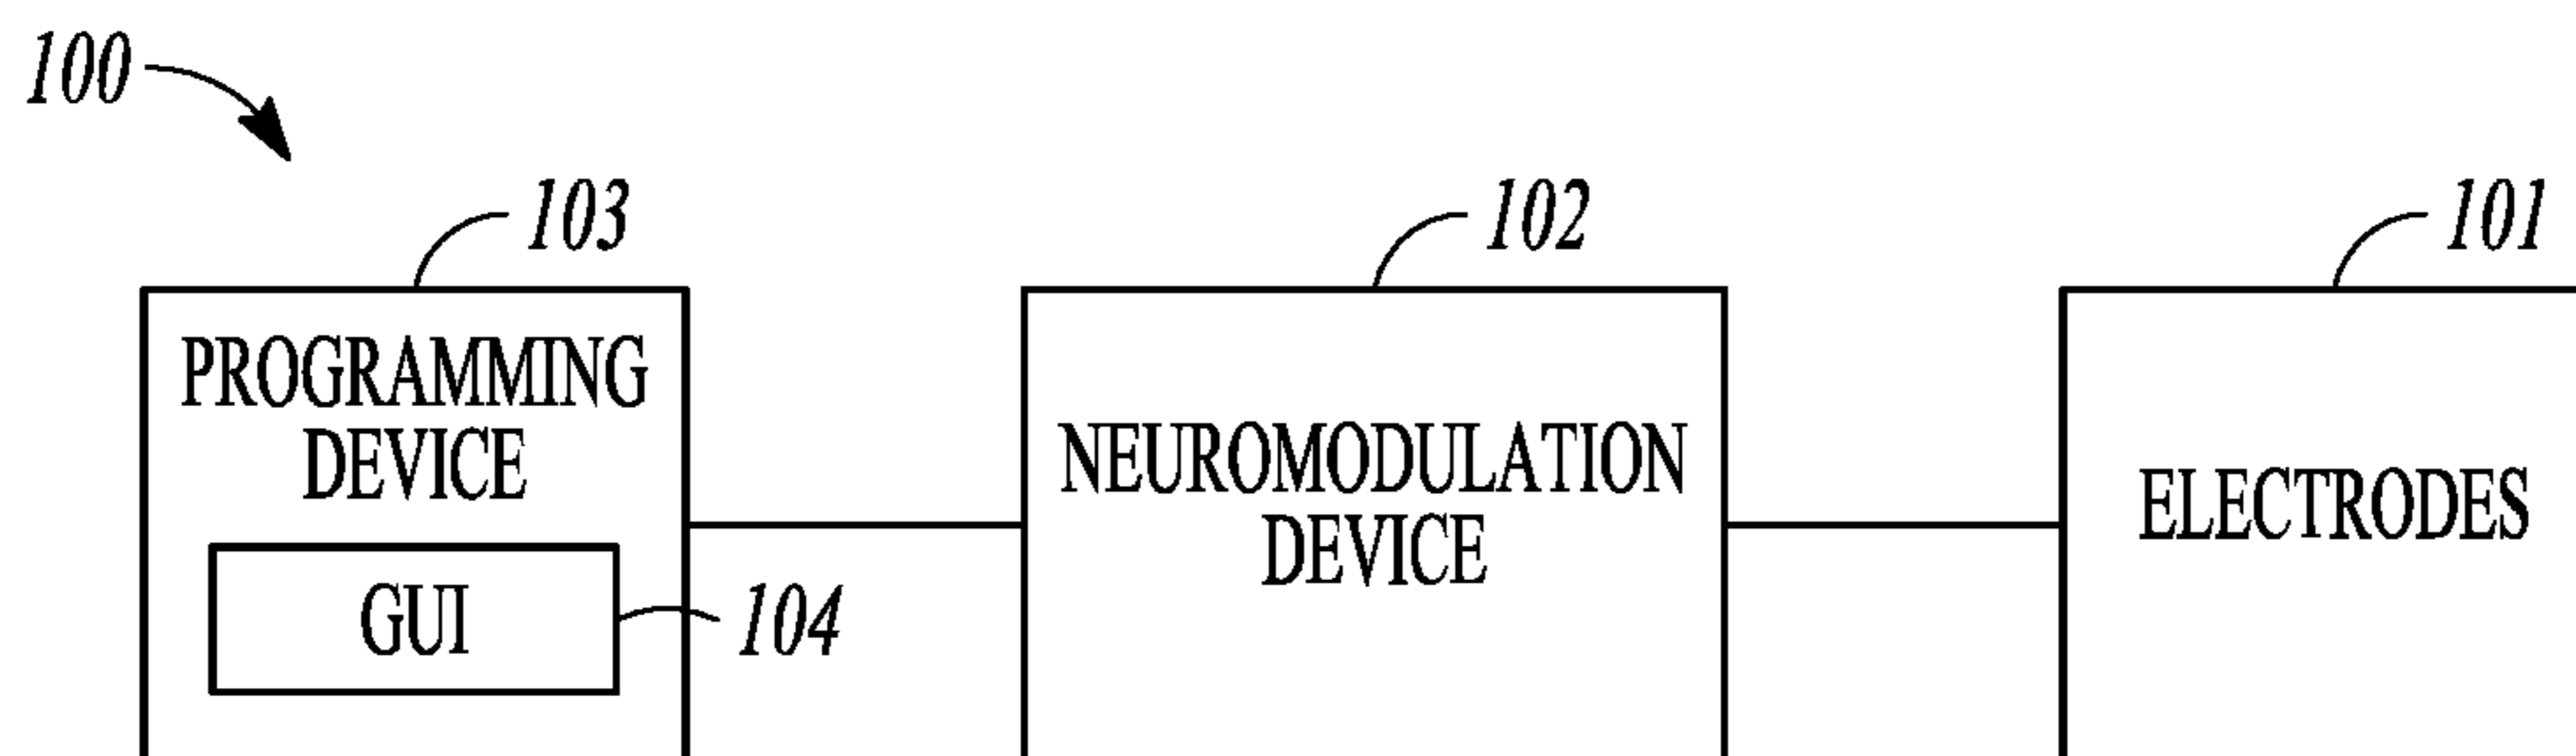 100
103
102
101
PROGRAMMING
DEVICE
GUI
104
NEUROMODULATION
DEVICE
ELECTRODES